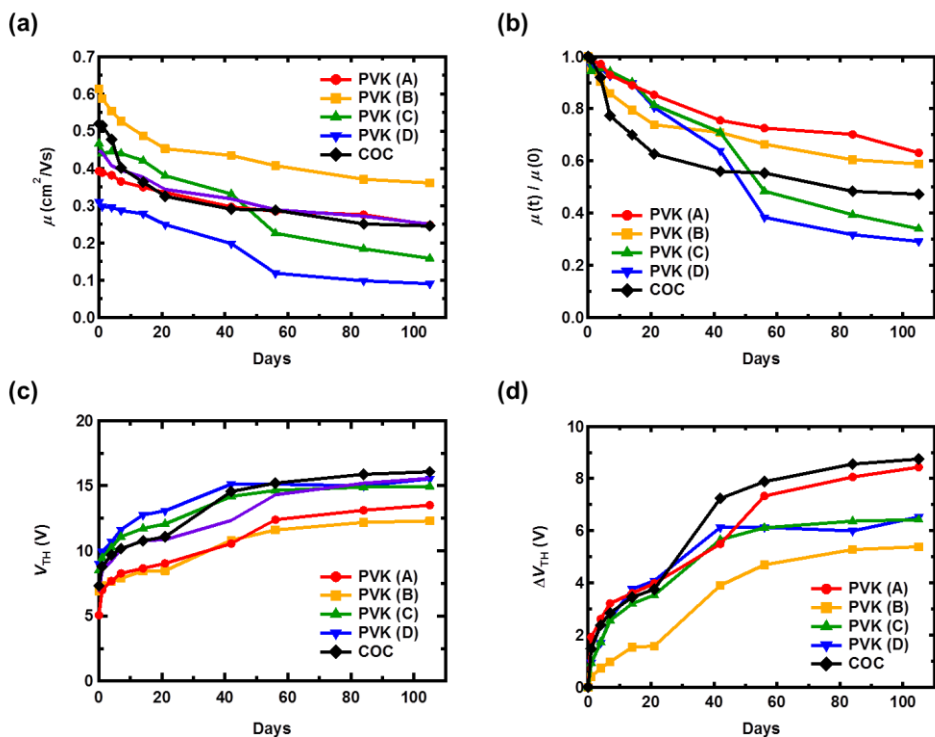 (a)
μ (cm²/Vs)
0.7
0.6
0.5
0.4
0.3
0.2
0.1
0.0
PVK (A)
PVK (B)
PVK (C)
PVK (D)
COC
0 20 40 60 80 100
Days
(b)
μ(t) / μ(0)
1.0
0.8
0.6
0.4
0.2
0.0
PVK (A)
PVK (B)
PVK (C)
PVK (D)
COC
0 20 40 60 80 100
Days
(c)
V_TH (V)
20
15
10
5
0
PVK (A)
PVK (B)
PVK (C)
PVK (D)
COC
0 20 40 60 80 100
Days
(d)
ΔV_TH (V)
10
8
6
4
2
0
PVK (A)
PVK (B)
PVK (C)
PVK (D)
COC
0 20 40 60 80 100
Days